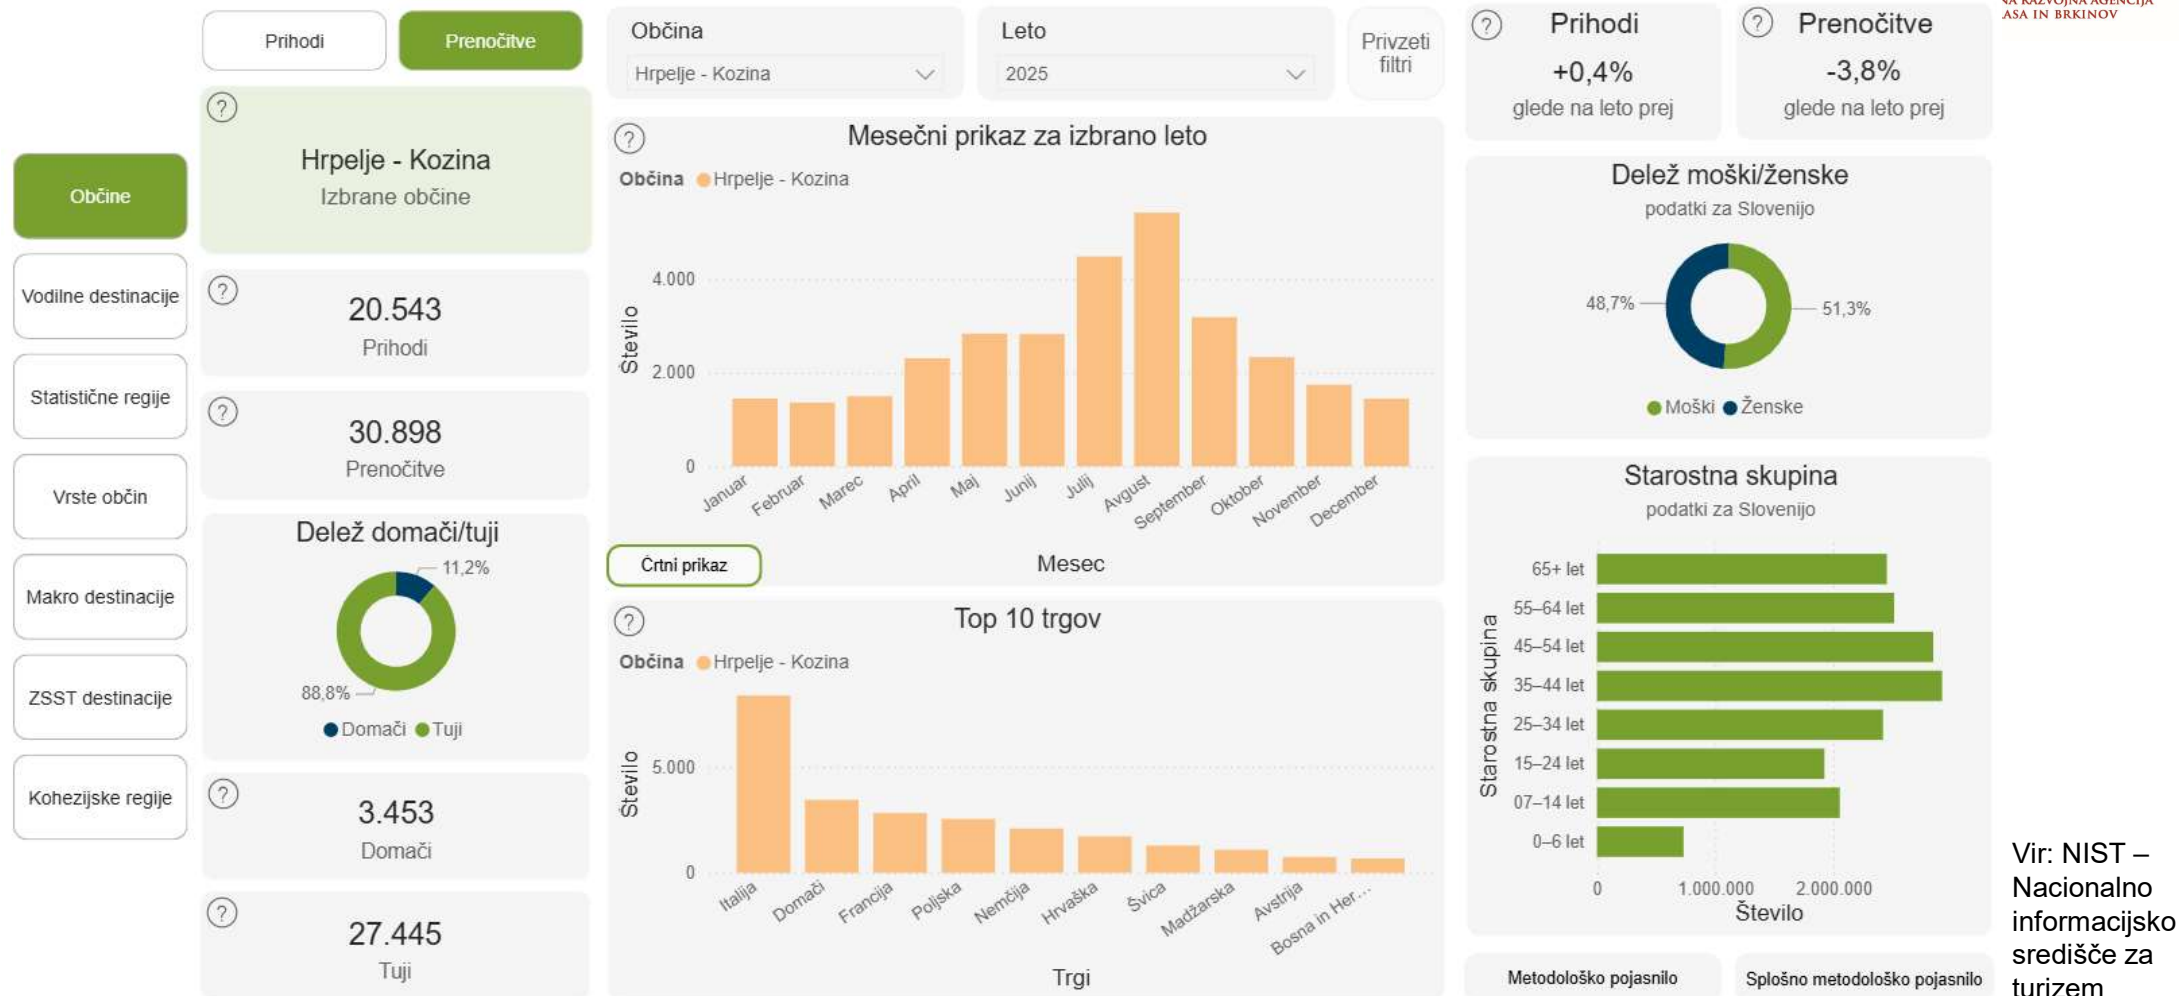 NA RAZVOJNA AGENCIJA
ASA IN BRKINOV
Prihodi
Prenočitve
Občina
Hrpelje - Kozina
Leto
2025
Privzeti
filtri
Prihodi
+0,4%
glede na leto prej
Prenočitve
-3,8%
glede na leto prej
Občine
Vodilne destinacije
Statistične regije
Vrste občin
Makro destinacije
ZSST destinacije
Kohezijske regije
Hrpelje - Kozina
Izbrane občine
20.543
Prihodi
30.898
Prenočitve
Delež domači/tuji
11,2%
88,8%
Domači Tuji
3.453
Domači
27.445
Tuji
Mesečni prikaz za izbrano leto
Občina Hrpelje - Kozina
Število
4.000
2.000
0
Januar
Februar
Marec
April
Maj
Junij
Julij
Avgust
September
Oktober
November
December
Mesec
Črtni prikaz
Top 10 trgov
Občina Hrpelje - Kozina
Število
5.000
0
Italija
Domači
Francija
Poljska
Nemčija
Hrvaška
Švica
Madžarska
Avstrija
Bosna in Her...
Trgi
Delež moški/ženske
podatki za Slovenijo
48,7%
51,3%
Moški Ženske
Starostna skupina
podatki za Slovenijo
Starostna skupina
65+ let
55–64 let
45–54 let
35–44 let
25–34 let
15–24 let
07–14 let
0–6 let
0
1.000.000
2.000.000
Število
Metodološko pojasnilo
Splošno metodološko pojasnilo
Vir: NIST –
Nacionalno
informacijsko
središče za
turizem